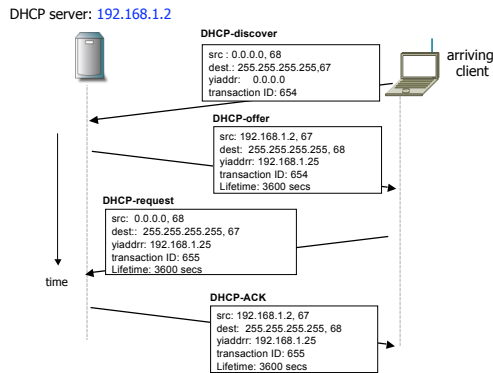 DHCP server: 192.168.1.2
DHCP-discover
src : 0.0.0.0, 68
dest.: 255.255.255.255,67
yiaddr: 0.0.0.0
transaction ID: 654
arriving
client
DHCP-offer
src: 192.168.1.2, 67
dest: 255.255.255.255, 68
yiaddrr: 192.168.1.25
transaction ID: 654
Lifetime: 3600 secs
DHCP-request
src: 0.0.0.0, 68
dest:: 255.255.255.255, 67
yiaddrr: 192.168.1.25
transaction ID: 655
Lifetime: 3600 secs
time
DHCP-ACK
src: 192.168.1.2, 67
dest: 255.255.255.255, 68
yiaddrr: 192.168.1.25
transaction ID: 655
Lifetime: 3600 secs